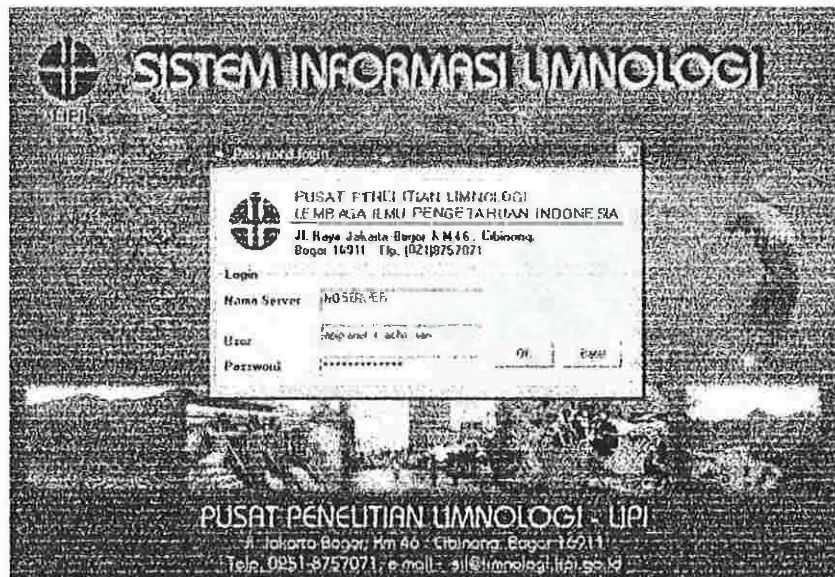 SISTEM INFORMASI LIMNOLOGI
LIPI
Password login
PUSAT PENELITIAN LIMNOLOGI
LEMBAGA ILMU PENGETAHUAN INDONESIA
Jl. Raya Jakarta-Bogor KM 46, Cibinong,
Bogor 16911 Tlp. (021)8757071
Login
Nama Server
User
Password ************
OK Batal
PUSAT PENELITIAN LIMNOLOGI - LIPI
Jl. Jakarta-Bogor, Km 46 - Cibinong, Bogor 16911
Telp. 0251-8757071, e-mail - sil@limnologi.lipi.go.id